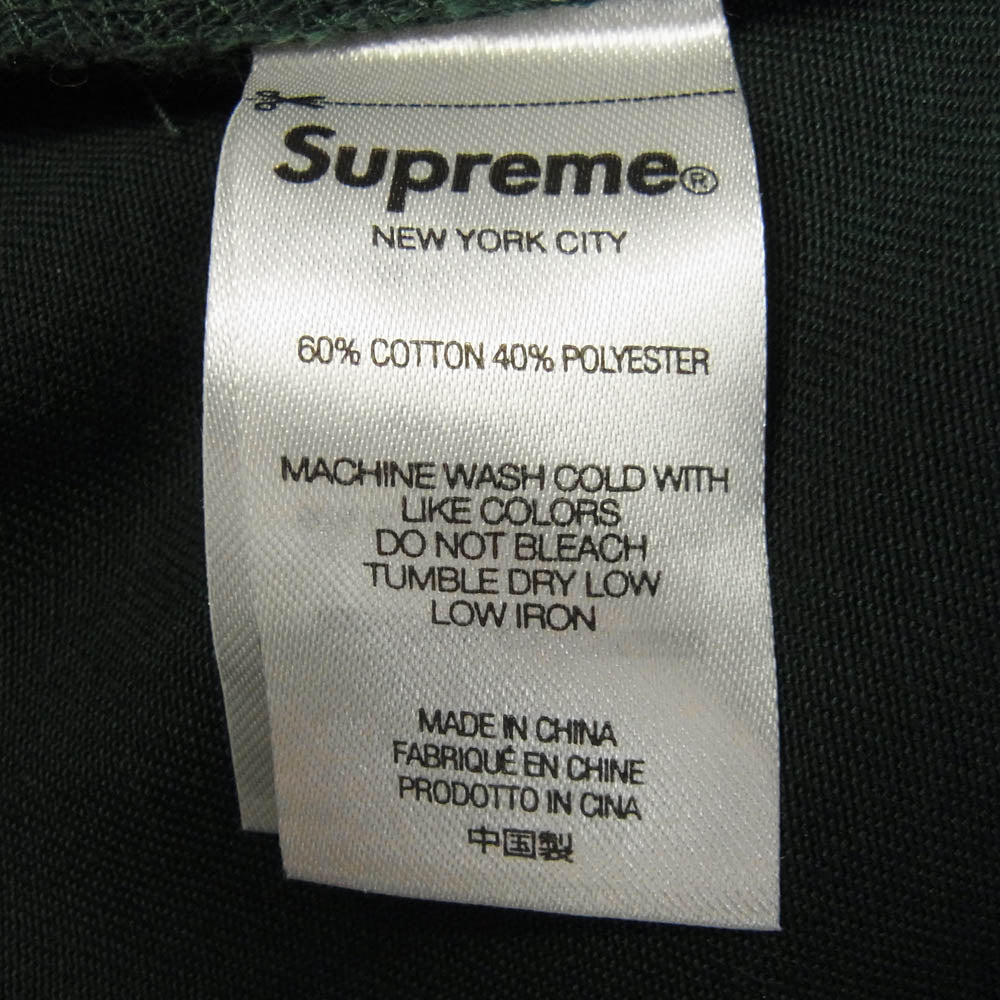 Supreme®
NEW YORK CITY
60% COTTON 40% POLYESTER
MACHINE WASH COLD WITH
LIKE COLORS
DO NOT BLEACH
TUMBLE DRY LOW
LOW IRON
MADE IN CHINA
FABRIQUÉ EN CHINE
PRODOTTO IN CINA
中国製